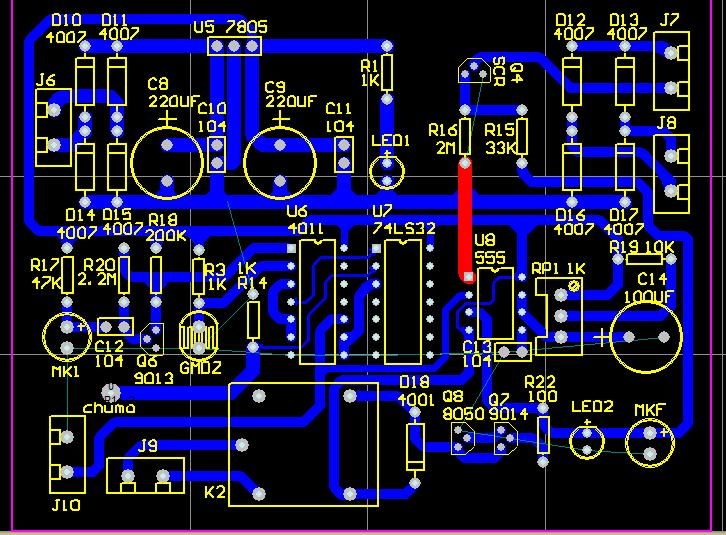 D10 D11 U5 7805 D12 D13 J7
4007 4007 4007 4007
J6 R1 SCR Q4
1K
C8 C9
220UF 220UF
C10 C11
104 104
R16 R15 J8
2M 33K
LED1
+
D14 D15 R18 U6 U7 D16 D17
4007 4007 200K 4011 74LS32 4007 4007
U8 R19 10K
555
R17 R20 R3 1K RP1 1K
47K 2.2M 1K R14 C14
100UF
C12 Q6 GMDZ C13
104 9013 104
MK1
chuma D18 Q8 Q7 R22 LED2 MKF
4001 8050 9014 100
J9
K2
J10